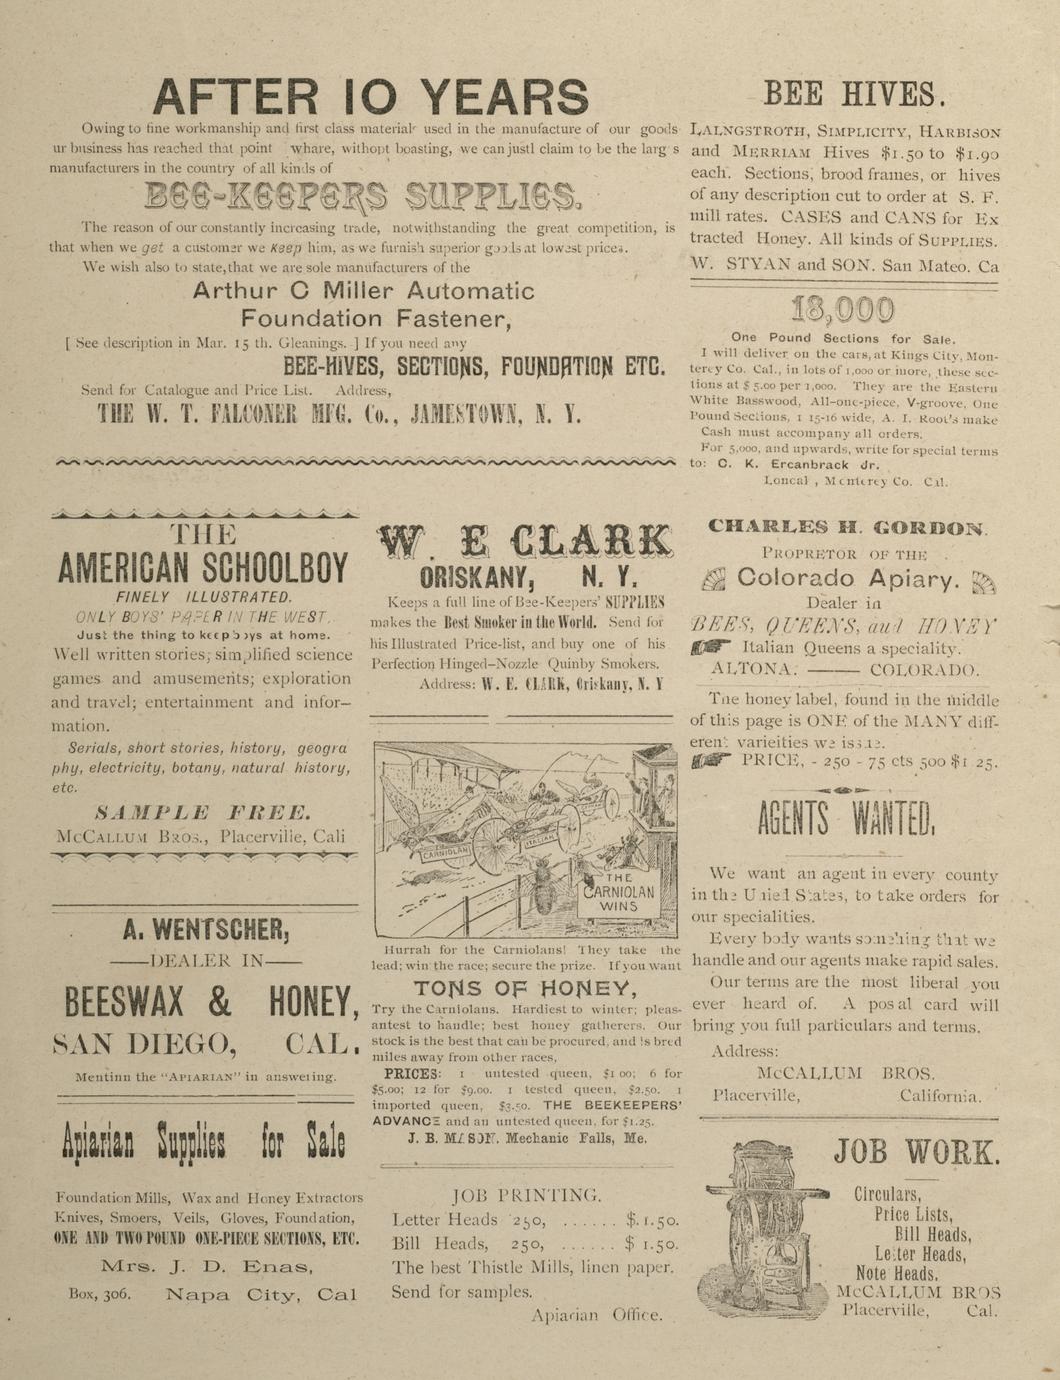 AFTER 10 YEARS
Owing to fine workmanship and first class material used in the manufacture of our goods
ur business has reached that point whare, withopt boasting, we can justl claim to be the larg s
manufacturers in the country of all kinds of
BEE-KEEPERS SUPPLIES.
The reason of our constantly increasing trade, notwithstanding the great competition, is
that when we get a customer we keep him, as we furnish superior goods at lowest prices.
We wish also to state, that we are sole manufacturers of the
Arthur C Miller Automatic
Foundation Fastener,
[ See description in Mar. 15 th. Gleanings. ] If you need any
BEE-HIVES, SECTIONS, FOUNDATION ETC.
Send for Catalogue and Price List. Address,
THE W. T. FALCONER MFG. Co., JAMESTOWN, N. Y.
BEE HIVES.
LALNGSTROTH, SIMPLICITY, HARBISON
and MERRIAM Hives $1.50 to $1.90
each. Sections, brood frames, or hives
of any description cut to order at S. F.
mill rates. CASES and CANS for Ex
tracted Honey. All kinds of SUPPLIES.
W. STYAN and SON. San Mateo. Ca
18,000
One Pound Sections for Sale.
I will deliver on the cars, at Kings City, Mon-
terey Co. Cal., in lots of 1,000 or more, these sec-
tions at $ 5.00 per 1,000. They are the Eastern
White Basswood, All-one-piece, V-groove, One
Pound Sections, 1 15-16 wide, A. I. Root's make
Cash must accompany all orders.
For 5,000, and upwards, write for special terms
to: C. K. Ercanbrack Jr.
Loncal , Monterey Co. Cal.
THE
AMERICAN SCHOOLBOY
FINELY ILLUSTRATED.
ONLY BOYS' PAPER IN THE WEST.
Just the thing to keep boys at home.
Well written stories; simplified science
games and amusements; exploration
and travel; entertainment and infor-
mation.
Serials, short stories, history, geogra
phy, electricity, botany, natural history,
etc.
SAMPLE FREE.
McCALLUM BROS., Placerville, Cali
A. WENTSCHER,
——DEALER IN——
BEESWAX & HONEY,
SAN DIEGO, CAL.
Mentinn the "APIARIAN" in answering.
Apiarian Supplies for Sale
Foundation Mills, Wax and Honey Extractors
Knives, Smoers, Veils, Gloves, Foundation,
ONE AND TWO POUND ONE-PIECE SECTIONS, ETC.
Mrs. J. D. Enas,
Box, 306. Napa City, Cal
W. E CLARK
ORISKANY, N. Y.
Keeps a full line of Bee-Keepers' SUPPLIES
makes the Best Smoker in the World. Send for
his Illustrated Price-list, and buy one of his
Perfection Hinged-Nozzle Quinby Smokers.
Address: W. E. CLARK, Oriskany, N. Y
CARNIOLAN
ITALIAN
THE
CARNIOLAN
WINS
Hurrah for the Carniolans! They take the
lead; win the race; secure the prize. If you want
TONS OF HONEY,
Try the Carniolans. Hardiest to winter; pleas-
antest to handle; best honey gatherers. Our
stock is the best that can be procured, and is bred
miles away from other races,
PRICES: 1 untested queen, $1 00; 6 for
$5.00; 12 for $9.00. 1 tested queen, $2.50. 1
imported queen, $3.50. THE BEEKEEPERS'
ADVANCE and an untested queen, for $1.25.
J. B. MASON. Mechanic Falls, Me.
JOB PRINTING.
Letter Heads 250, ...... $.1.50.
Bill Heads, 250, ...... $ 1.50.
The best Thistle Mills, linen paper.
Send for samples.
Apiarian Office.
CHARLES H. GORDON.
PROPRETOR OF THE
Colorado Apiary.
Dealer in
BEES, QUEENS, and HONEY
Italian Queens a speciality.
ALTONA. —— COLORADO.
The honey label, found in the middle
of this page is ONE of the MANY diff-
erent varieities we issue.
PRICE, - 250 - 75 cts 500 $1 25.
AGENTS WANTED.
We want an agent in every county
in the U nied States, to take orders for
our specialities.
Every body wants something that we
handle and our agents make rapid sales.
Our terms are the most liberal you
ever heard of. A pos al card will
bring you full particulars and terms.
Address:
McCALLUM BROS.
Placerville, California.
JOB WORK.
Circulars,
Price Lists,
Bill Heads,
Letter Heads,
Note Heads.
McCALLUM BROS
Placerville, Cal.